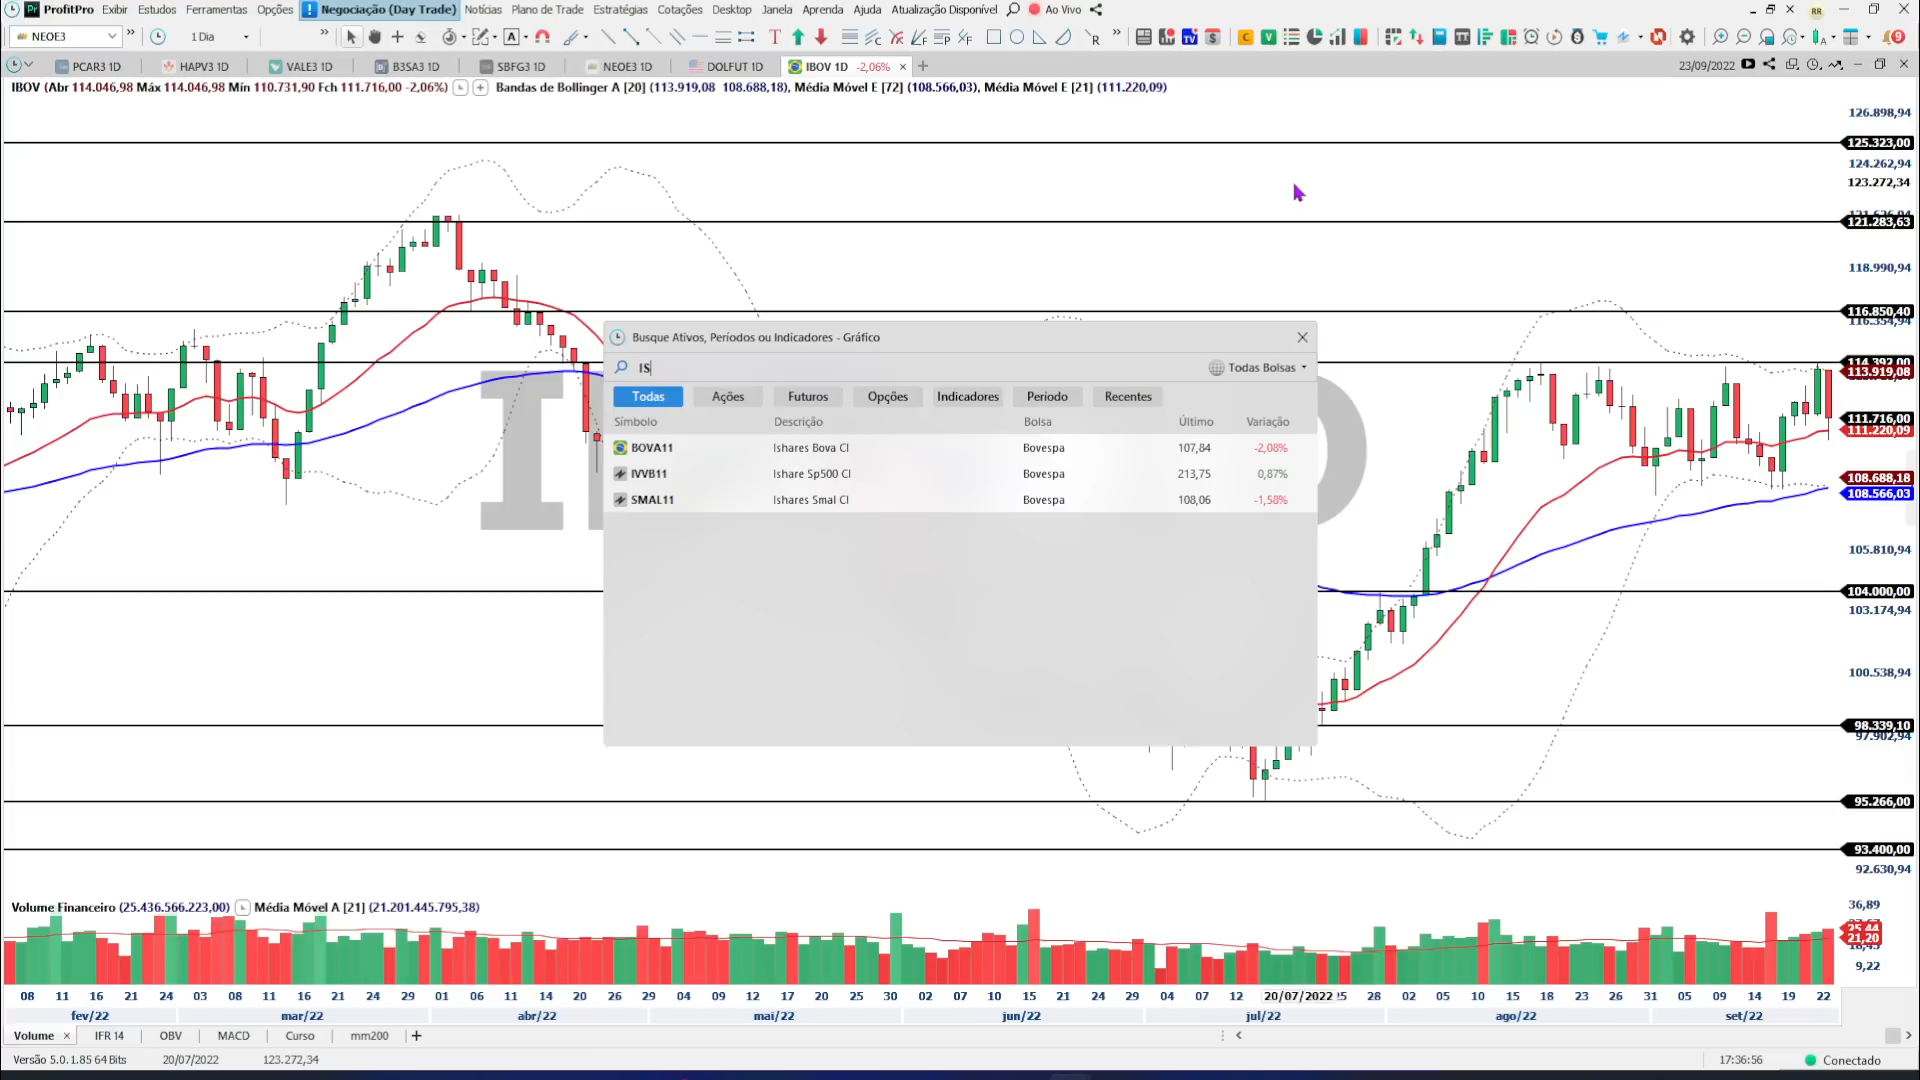 ProfitPro Exibir Estudos Ferramentas Opções Negociação (Day Trade) Notícias Plano de Trade Estratégias Cotações Desktop Janela Aprenda Ajuda Atualização Disponível Ao Vivo RR
NEOE3 1 Dia
PCAR3 1D HAPV3 1D VALE3 1D B3SA3 1D SBFG3 1D NEOE3 1D DOLFUT 1D IBOV 1D -2,06% 23/09/2022
IBOV (Abr 114.046,98 Máx 114.046,98 Mín 110.731,90 Fch 111.716,00 -2,06%) Bandas de Bollinger A [20] (113.919,08 108.688,18), Média Móvel E [72] (108.566,03), Média Móvel E [21] (111.220,09)
126.898,94
125.323,00
124.262,94
123.272,34
121.283,63
118.990,94
116.850,40
116.354,94
114.392,00
113.919,08
111.716,00
111.220,09
108.688,18
108.566,03
105.810,94
104.000,00
103.174,94
100.538,94
98.339,10
97.902,94
95.266,00
93.400,00
92.630,94
Busque Ativos, Períodos ou Indicadores - Gráfico
IS Todas Bolsas
Todas Ações Futuros Opções Indicadores Período Recentes
Símbolo Descrição Bolsa Último Variação
BOVA11 Ishares Bova CI Bovespa 107,84 -2,08%
IVVB11 Ishare Sp500 CI Bovespa 213,75 0,87%
SMAL11 Ishares Smal CI Bovespa 108,06 -1,58%
Volume Financeiro (25.436.566.223,00) Média Móvel A [21] (21.201.445.795,38)
36,89
25,44
21,20
9,22
08 11 16 21 24 03 08 11 16 21 24 29 01 06 11 14 20 26 29 04 09 12 17 20 25 30 02 07 10 15 21 24 29 04 07 12 20/07/2022 28 02 05 10 15 18 23 26 31 05 09 14 19 22
fev/22 mar/22 abr/22 mai/22 jun/22 jul/22 ago/22 set/22
Volume IFR 14 OBV MACD Curso mm200
Versão 5.0.1.85 64 Bits 20/07/2022 123.272,34 17:36:56 Conectado